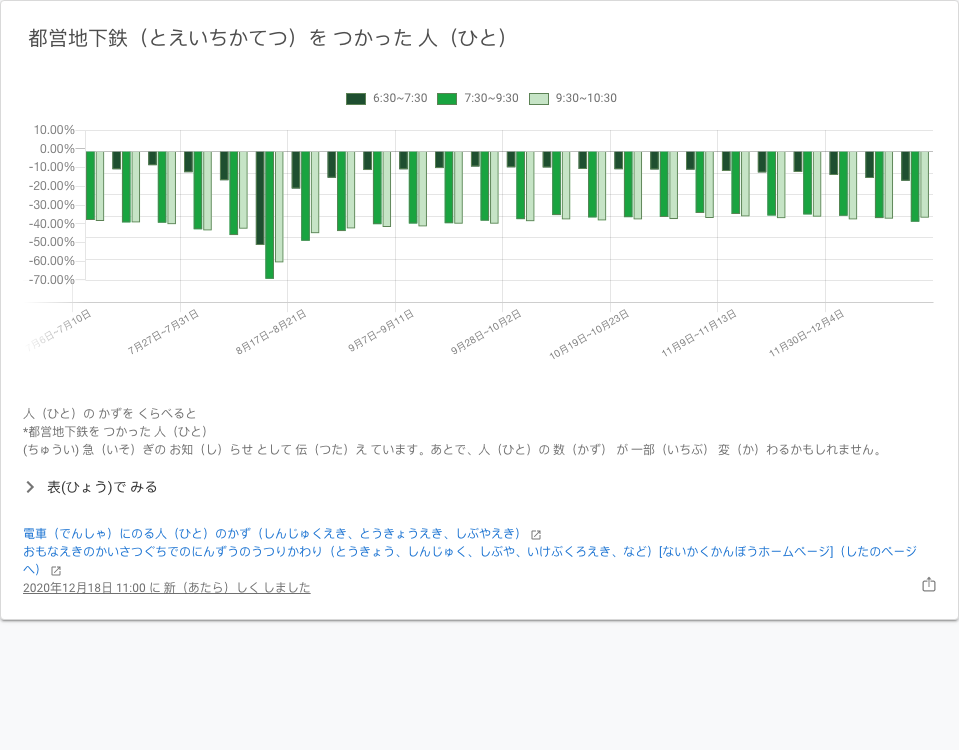 都営地下鉄（とえいちかてつ）を つかった 人（ひと）
6:30~7:30 7:30~9:30 9:30~10:30
10.00%
0.00%
-10.00%
-20.00%
-30.00%
-40.00%
-50.00%
-60.00%
-70.00%
月6日~7月10日 7月27日~7月31日 8月17日~8月21日 9月7日~9月11日 9月28日~10月2日 10月19日~10月23日 11月9日~11月13日 11月30日~12月4日
人（ひと）の かずを くらべると
*都営地下鉄を つかった 人（ひと）
(ちゅうい) 急（いそ）ぎの お知（し）らせ として 伝（つた）え ています。あとで、人（ひと）の 数（かず） が 一部（いちぶ） 変（か）わるかもしれません。
表(ひょう)で みる
電車（でんしゃ）にのる人（ひと）のかず（しんじゅくえき、とうきょうえき、しぶやえき）
おもなえきのかいさつぐちでのにんずうのうつりかわり（とうきょう、しんじゅく、しぶや、いけぶくろえき、など）[ないかくかんぼうホームページ]（したのページ
へ）
2020年12月18日 11:00 に 新（あたら）しく しました